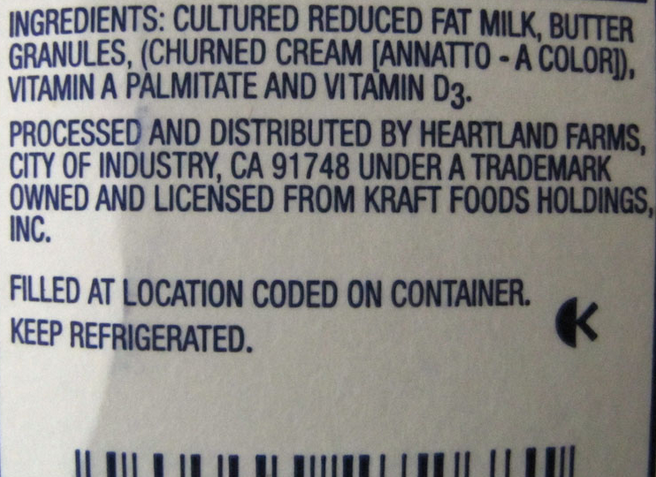 INGREDIENTS: CULTURED REDUCED FAT MILK, BUTTER
GRANULES, (CHURNED CREAM [ANNATTO - A COLOR]),
VITAMIN A PALMITATE AND VITAMIN D3.
PROCESSED AND DISTRIBUTED BY HEARTLAND FARMS,
CITY OF INDUSTRY, CA 91748 UNDER A TRADEMARK
OWNED AND LICENSED FROM KRAFT FOODS HOLDINGS,
INC.
FILLED AT LOCATION CODED ON CONTAINER.
KEEP REFRIGERATED.
K